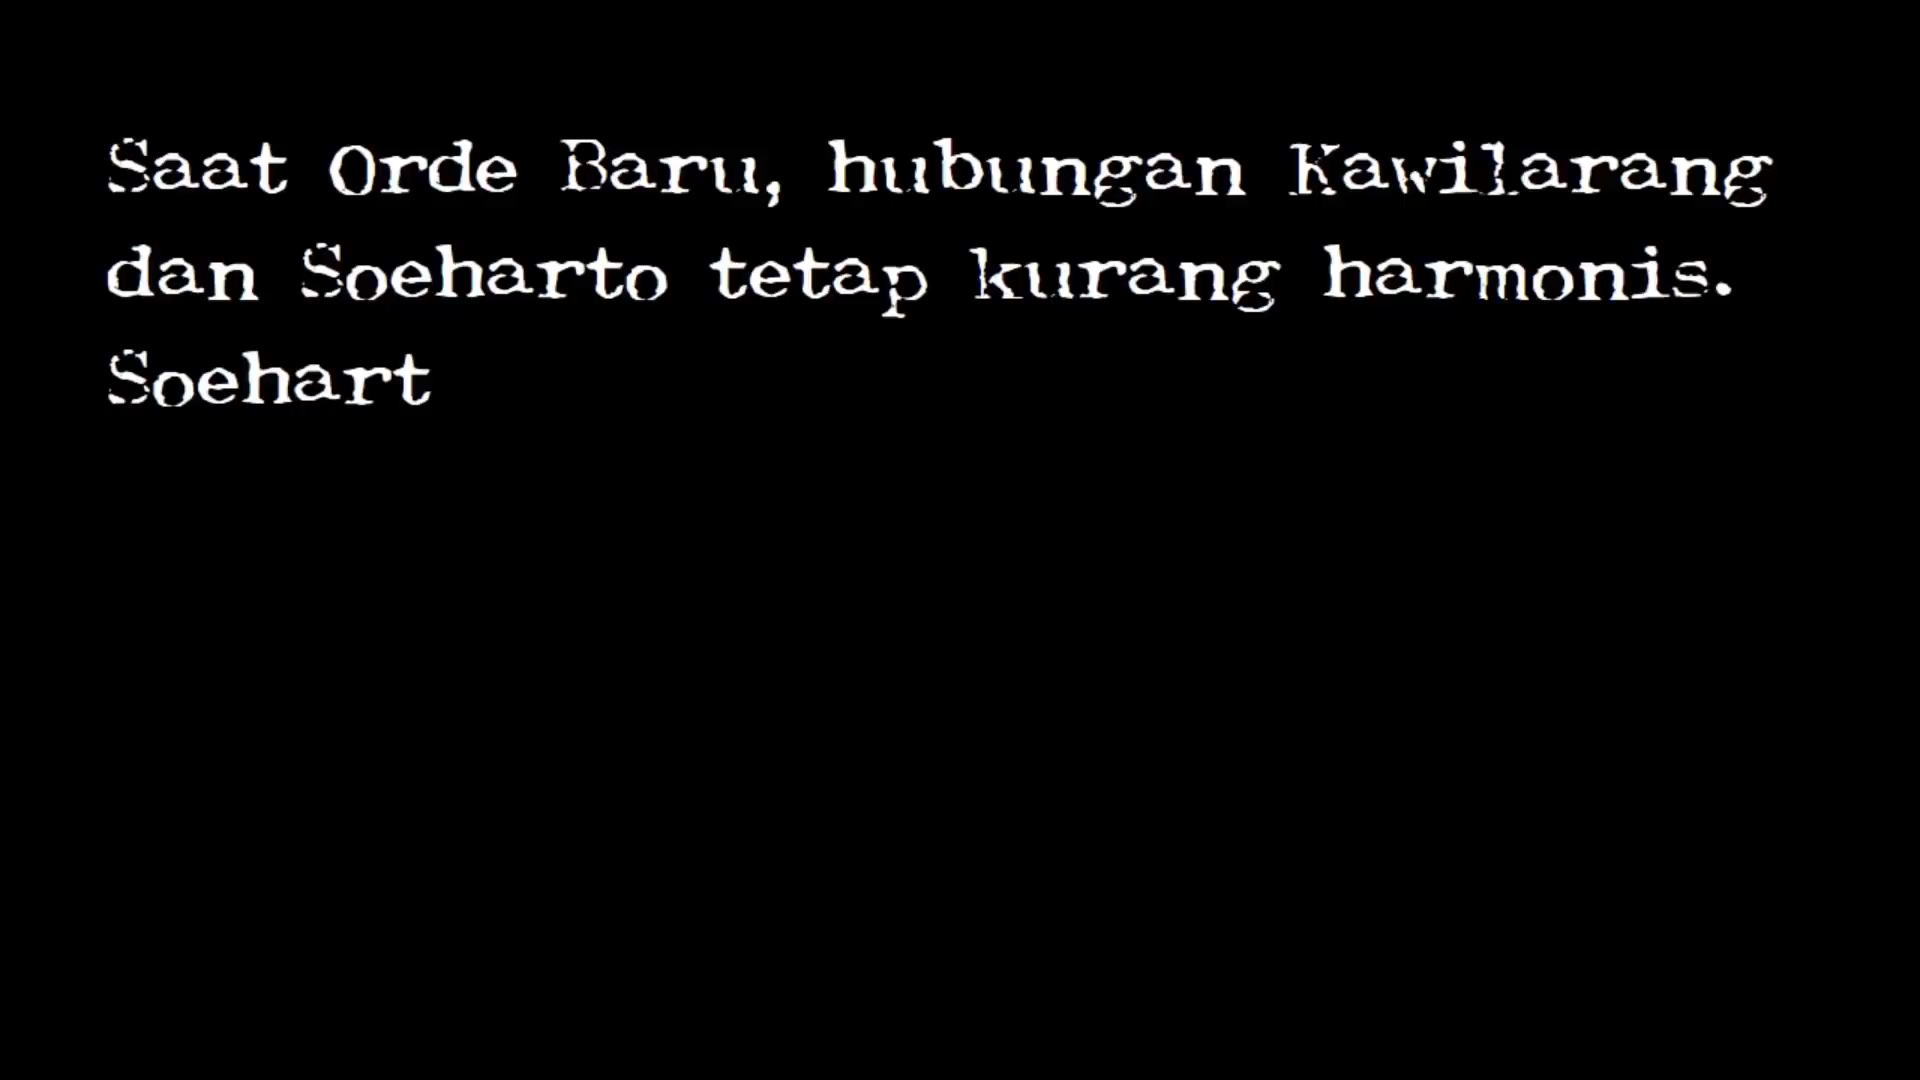 Saat Orde Baru, hubungan Kawilarang
dan Soeharto tetap kurang harmonis.
Soehart